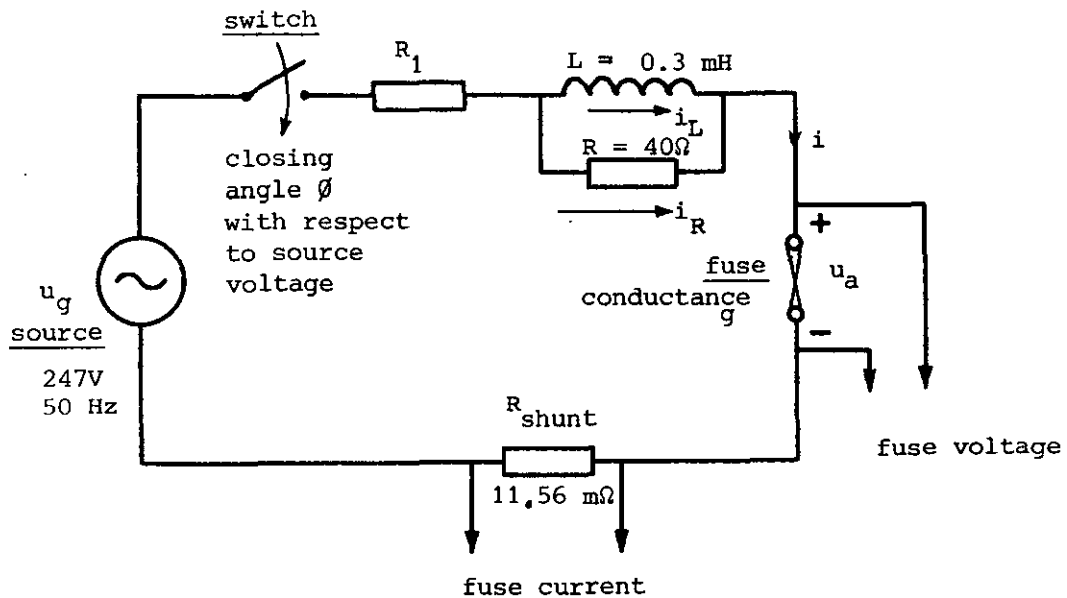 switch
R1
L = 0.3 mH
iL
R = 40Ω
iR
i
closing
angle Ø
with respect
to source
voltage
+
fuse
conductance
g
ua
−
ug
source
247V
50 Hz
Rshunt
11.56 mΩ
fuse voltage
fuse current